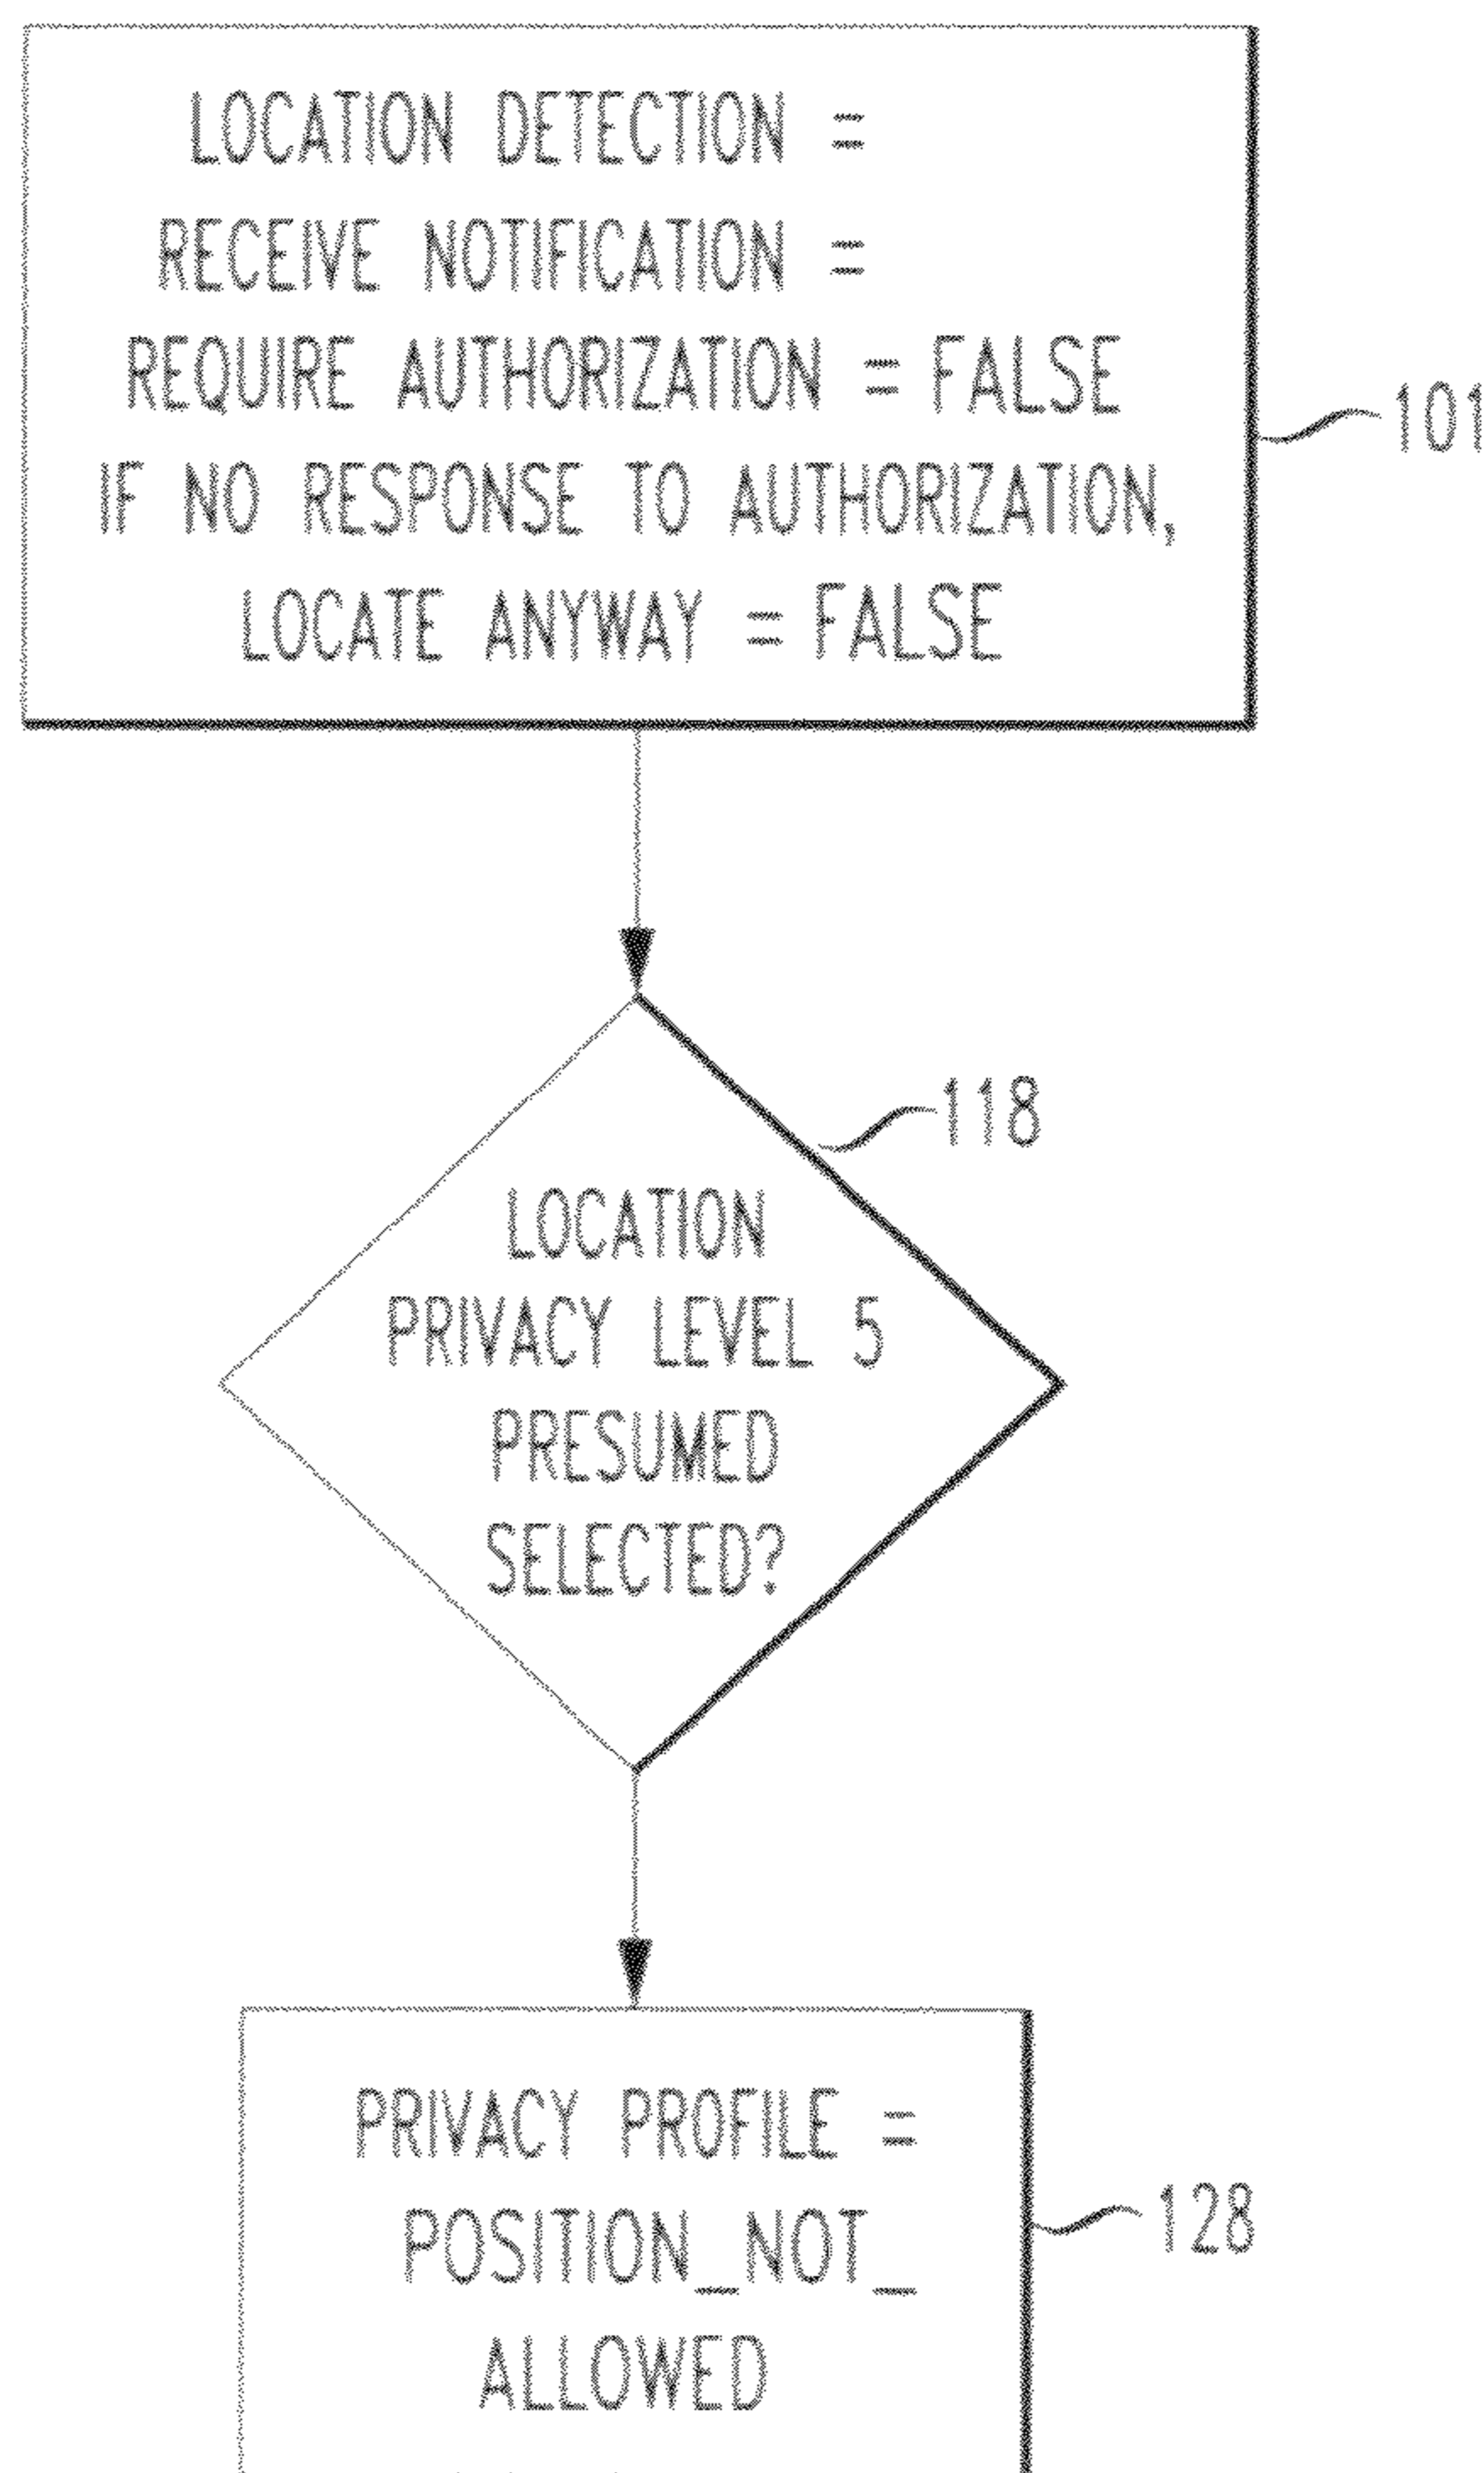 LOCATION DETECTION =
RECEIVE NOTIFICATION =
REQUIRE AUTHORIZATION = FALSE
IF NO RESPONSE TO AUTHORIZATION,
LOCATE ANYWAY = FALSE
101
118
LOCATION
PRIVACY LEVEL 5
PRESUMED
SELECTED?
PRIVACY PROFILE =
POSITION_NOT_
ALLOWED
128